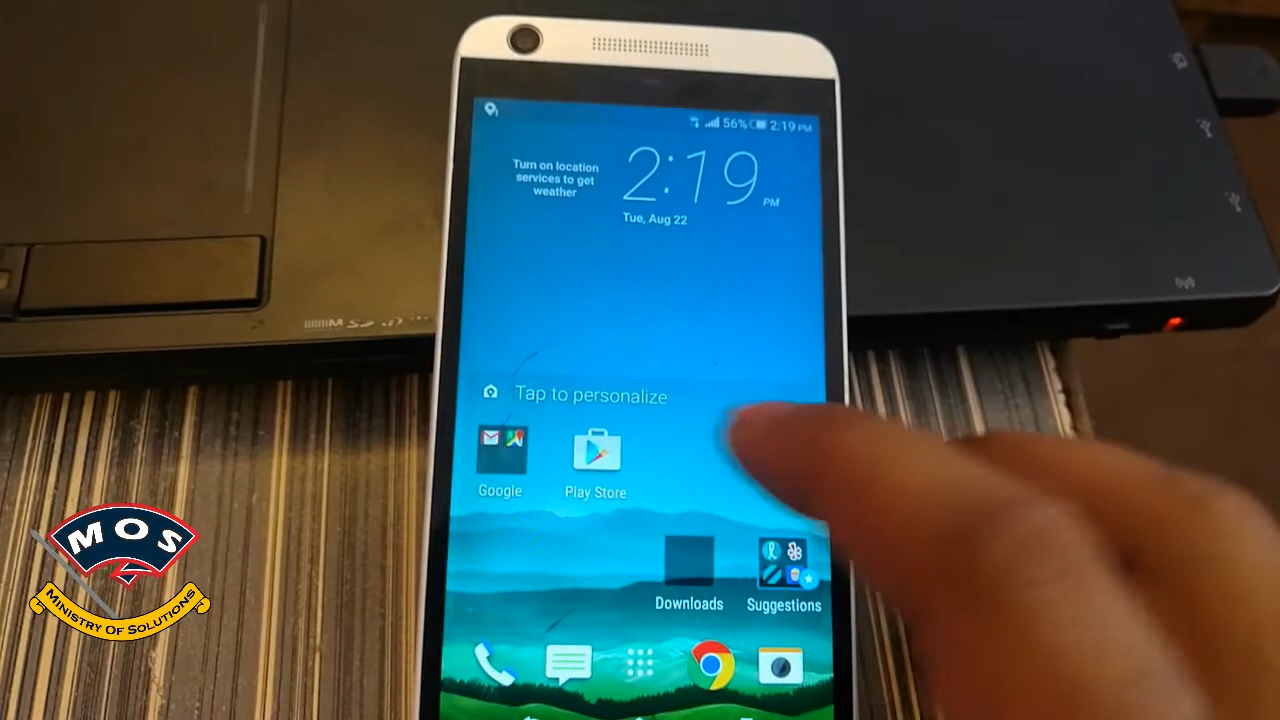 56% 2:19 PM
Turn on location
services to get
weather
2:19 PM
Tue, Aug 22
Tap to personalize
Google
Play Store
Downloads
Suggestions
MOS
MINISTRY OF SOLUTIONS